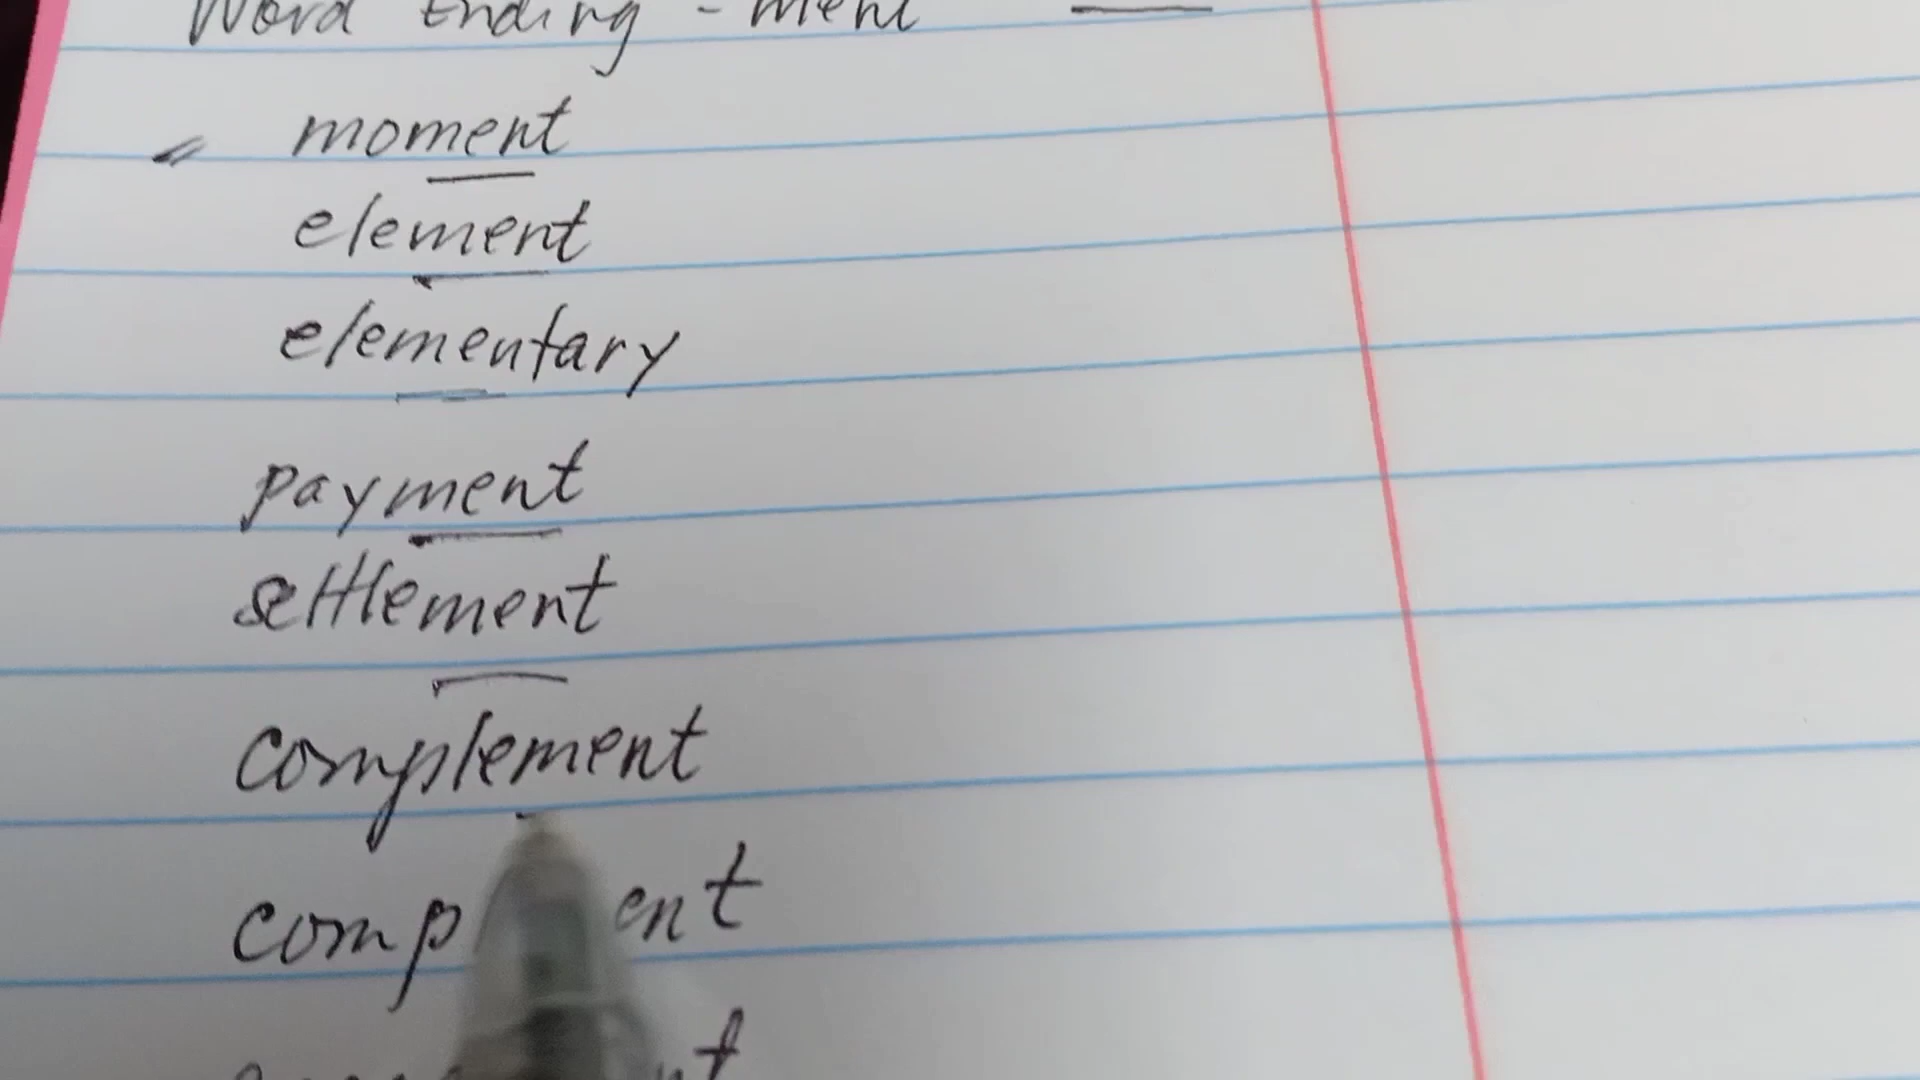 Word Ending - ment
moment
element
elementary
payment
settlement
complement